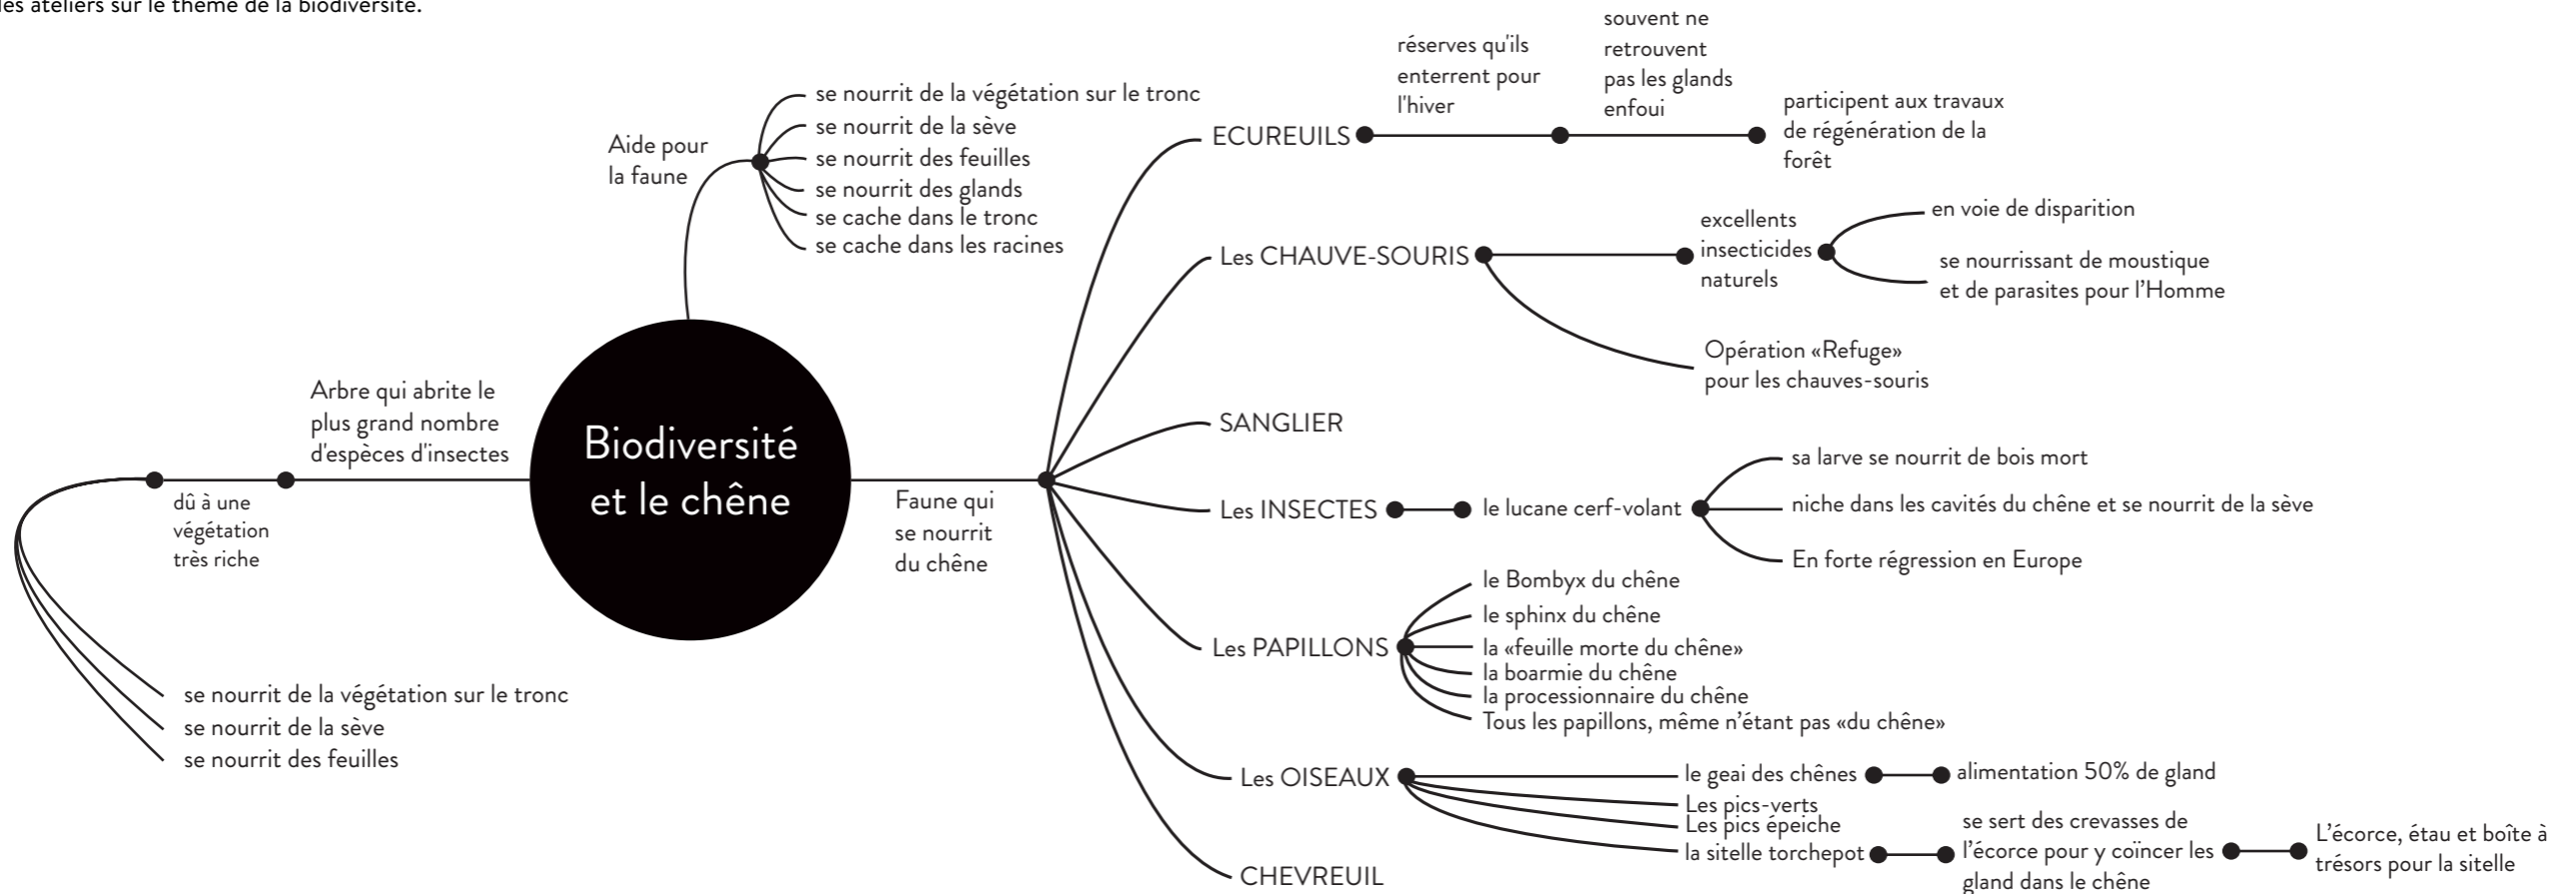 les ateliers sur le thème de la biodiversité.
Aide pour
la faune
se nourrit de la végétation sur le tronc
se nourrit de la sève
se nourrit des feuilles
se nourrit des glands
se cache dans le tronc
se cache dans les racines
Arbre qui abrite le
plus grand nombre
d'espèces d'insectes
dû à une
végétation
très riche
se nourrit de la végétation sur le tronc
se nourrit de la sève
se nourrit des feuilles
Biodiversité
et le chêne
Faune qui
se nourrit
du chêne
ECUREUILS
réserves qu'ils
enterrent pour
l'hiver
souvent ne
retrouvent
pas les glands
enfoui
participent aux travaux
de régénération de la
forêt
Les CHAUVE-SOURIS
excellents
insecticides
naturels
en voie de disparition
se nourrissant de moustique
et de parasites pour l’Homme
Opération «Refuge»
pour les chauves-souris
SANGLIER
Les INSECTES
le lucane cerf-volant
sa larve se nourrit de bois mort
niche dans les cavités du chêne et se nourrit de la sève
En forte régression en Europe
Les PAPILLONS
le Bombyx du chêne
le sphinx du chêne
la «feuille morte du chêne»
la boarmie du chêne
la processionnaire du chêne
Tous les papillons, même n’étant pas «du chêne»
Les OISEAUX
le geai des chênes
alimentation 50% de gland
Les pics-verts
Les pics épeiche
la sitelle torchepot
se sert des crevasses de
l’écorce pour y coïncer les
gland dans le chêne
L’écorce, étau et boîte à
trésors pour la sitelle
CHEVREUIL